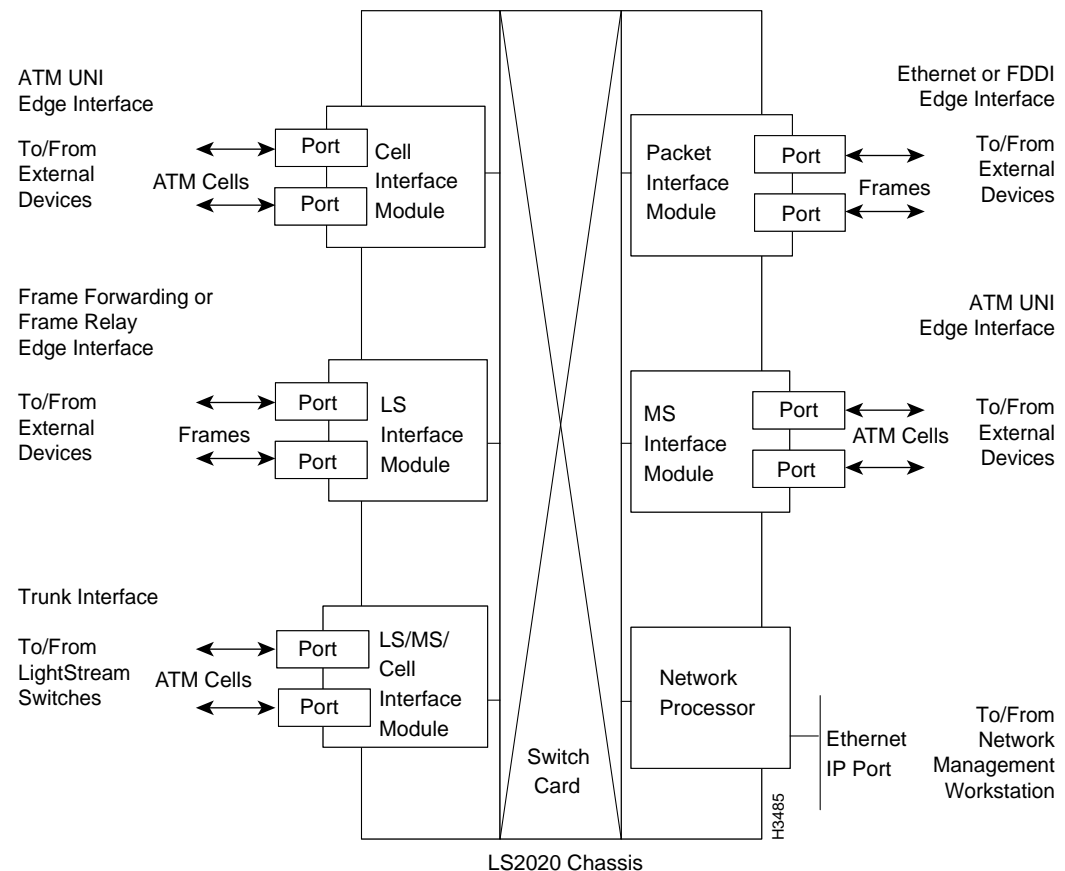 ATM UNI
Edge Interface
To/From
External
Devices
ATM Cells
Port
Port
Cell
Interface
Module
Ethernet or FDDI
Edge Interface
Packet
Interface
Module
Port
Port
Frames
To/From
External
Devices
Frame Forwarding or
Frame Relay
Edge Interface
To/From
External
Devices
Frames
Port
Port
LS
Interface
Module
ATM UNI
Edge Interface
MS
Interface
Module
Port
Port
ATM Cells
To/From
External
Devices
Trunk Interface
To/From
LightStream
Switches
ATM Cells
Port
Port
LS/MS/
Cell
Interface
Module
Switch
Card
Network
Processor
Ethernet
IP Port
To/From
Network
Management
Workstation
H3485
LS2020 Chassis